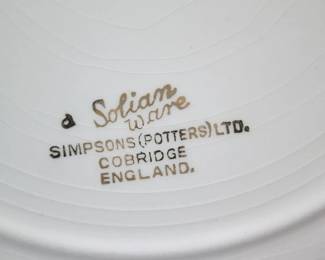 a Solian
Ware
SIMPSONS (POTTERS) LTD.
COBRIDGE
ENGLAND.